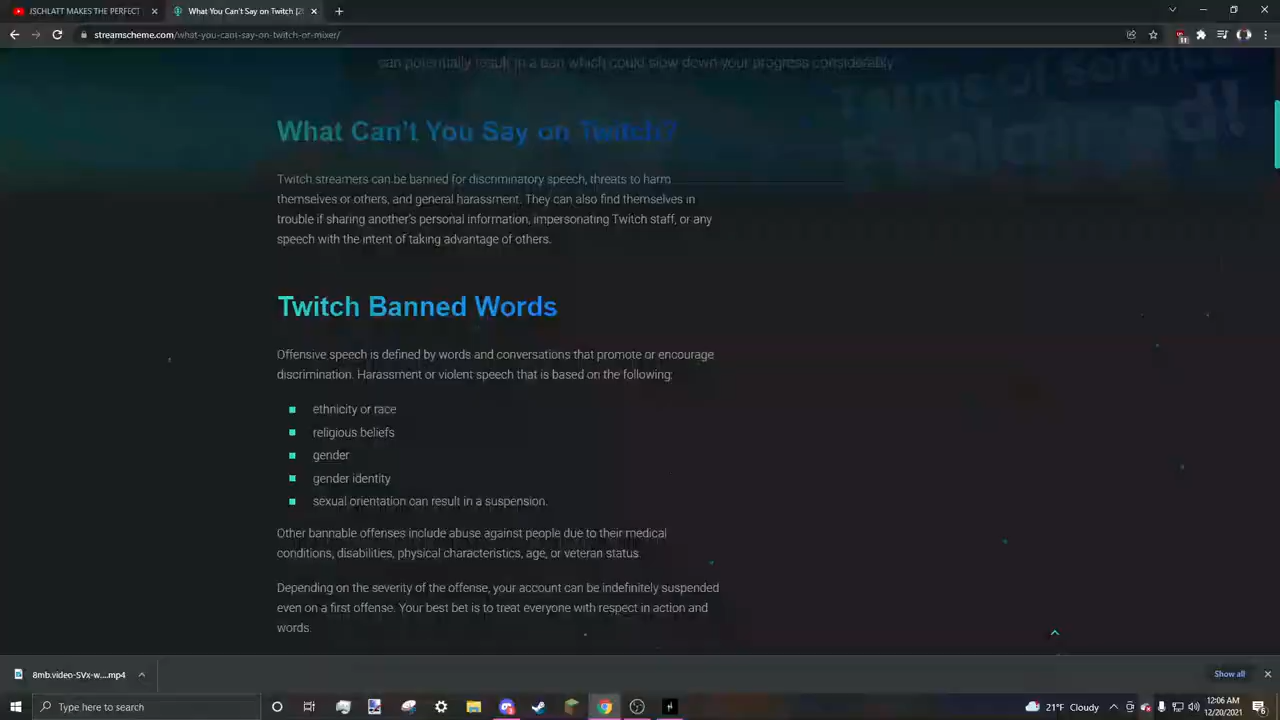 JSCHLATT MAKES THE PERFECT
What You Can't Say on Twitch [20
streamscheme.com/what-you-cant-say-on-twitch-or-mixer/
11
can potentially result in a ban which could slow down your progress considerably
Terms of Service
Explained!
What Can't You Say on Twitch?
Twitch streamers can be banned for discriminatory speech, threats to harm
themselves or others, and general harassment. They can also find themselves in
trouble if sharing another's personal information, impersonating Twitch staff, or any
speech with the intent of taking advantage of others.
Twitch Banned Words
Offensive speech is defined by words and conversations that promote or encourage
discrimination. Harassment or violent speech that is based on the following:
ethnicity or race
religious beliefs
gender
gender identity
sexual orientation can result in a suspension.
Other bannable offenses include abuse against people due to their medical
conditions, disabilities, physical characteristics, age, or veteran status.
Depending on the severity of the offense, your account can be indefinitely suspended
even on a first offense. Your best bet is to treat everyone with respect in action and
words.
8mb.video-SVx-w....mp4
Show all
Type here to search
21°F Cloudy
12:06 AM
12/20/2021
6